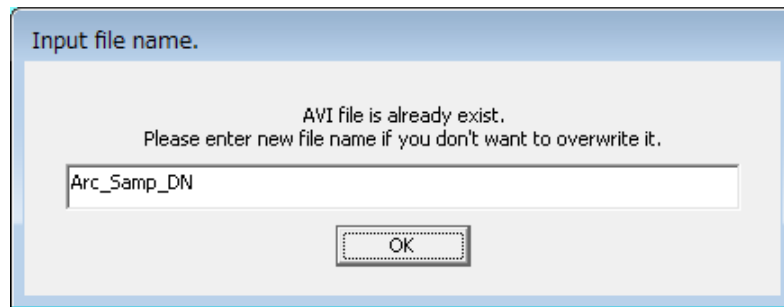 Input file name.
AVI file is already exist.
Please enter new file name if you don't want to overwrite it.
Arc_Samp_DN
OK